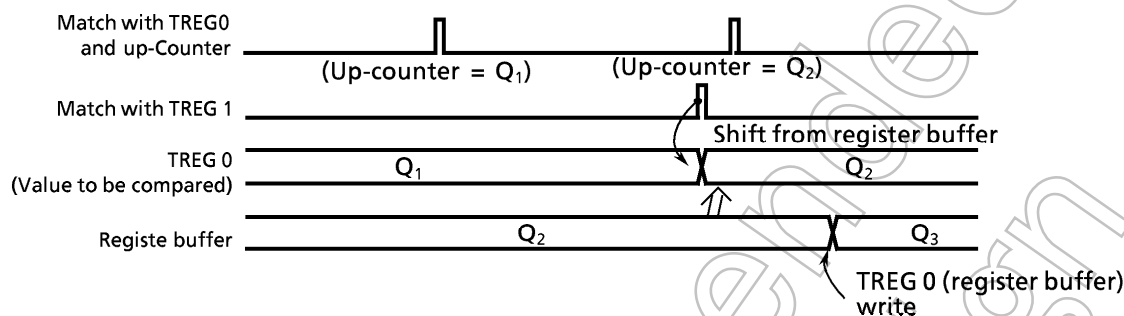 Match with TREG0
and up-Counter
(Up-counter = Q₁)
(Up-counter = Q₂)
Match with TREG 1
Shift from register buffer
TREG 0
(Value to be compared)
Q₁
Q₂
Registe buffer
Q₂
Q₃
TREG 0 (register buffer)
write